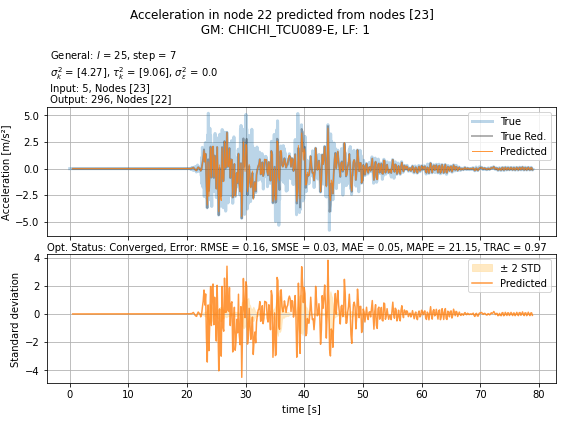 Acceleration in node 22 predicted from nodes [23]
GM: CHICHI_TCU089-E, LF: 1
General: l = 25, step = 7
σ²ₖ = [4.27], τ²ₖ = [9.06], σ²ε = 0.0
Input: 5, Nodes [23]
Output: 296, Nodes [22]
Acceleration [m/s²]
5.0
2.5
0.0
−2.5
−5.0
True
True Red.
Predicted
Opt. Status: Converged, Error: RMSE = 0.16, SMSE = 0.03, MAE = 0.05, MAPE = 21.15, TRAC = 0.97
Standard deviation
4
2
0
−2
−4
± 2 STD
Predicted
0 10 20 30 40 50 60 70 80
time [s]